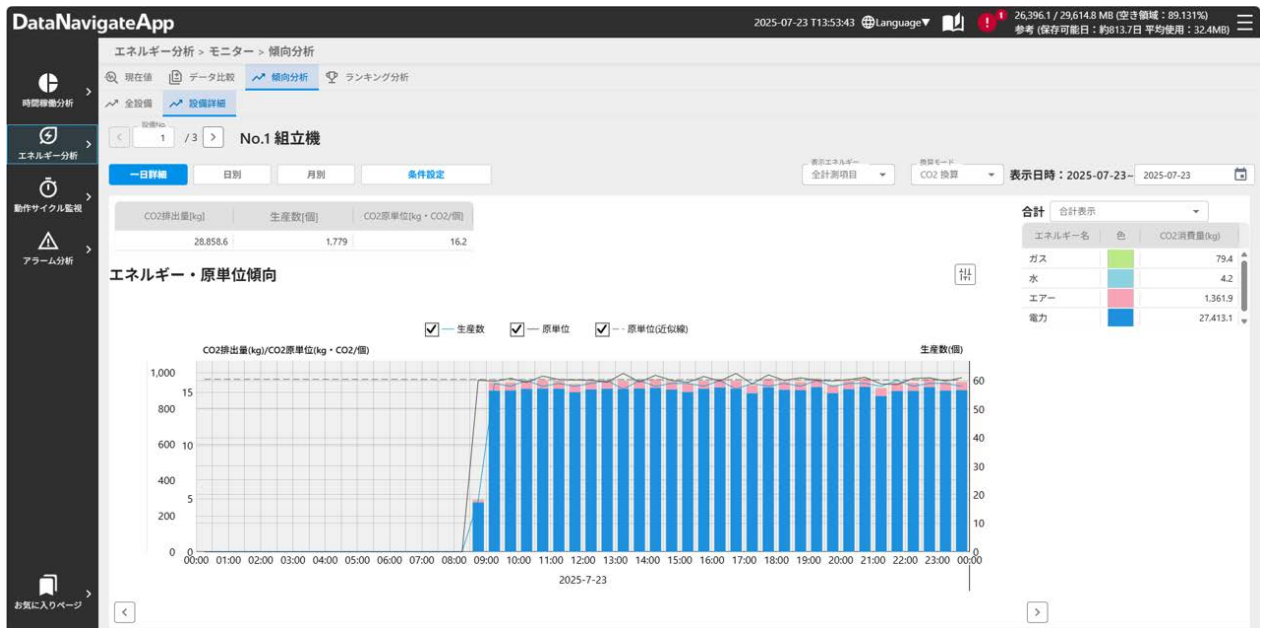 DataNavigateApp
2025-07-23 T13:53:43 Language▼ ! 1 26,396.1 / 29,614.8 MB (空き領域:89.131%)
参考 (保存可能日:約813.7日 平均使用:32.4MB)
エネルギー分析 > モニター > 傾向分析
現在値 データ比較 傾向分析 ランキング分析
全設備 設備詳細
時間稼働分析
エネルギー分析
動作サイクル監視
アラーム分析
お気に入りページ
設備No.
< 1 / 3 > No.1 組立機
一日詳細 日別 月別 条件設定
表示エネルギー 全計測項目
換算モード CO2 換算
表示日時:2025-07-23~ 2025-07-23
CO2排出量[kg] 生産数[個] CO2原単位[kg・CO2/個]
28,858.6 1,779 16.2
合計 合計表示
エネルギー名 色 CO2消費量(kg)
ガス 79.4
水 4.2
エアー 1,361.9
電力 27,413.1
エネルギー・原単位傾向
生産数 原単位 原単位(近似線)
CO2排出量(kg)/CO2原単位(kg・CO2/個) 生産数(個)
1,000
15
800
600 10
400
5
200
0 0
60
50
40
30
20
10
0
00:00 01:00 02:00 03:00 04:00 05:00 06:00 07:00 08:00 09:00 10:00 11:00 12:00 13:00 14:00 15:00 16:00 17:00 18:00 19:00 20:00 21:00 22:00 23:00 00:00
2025-7-23
< >